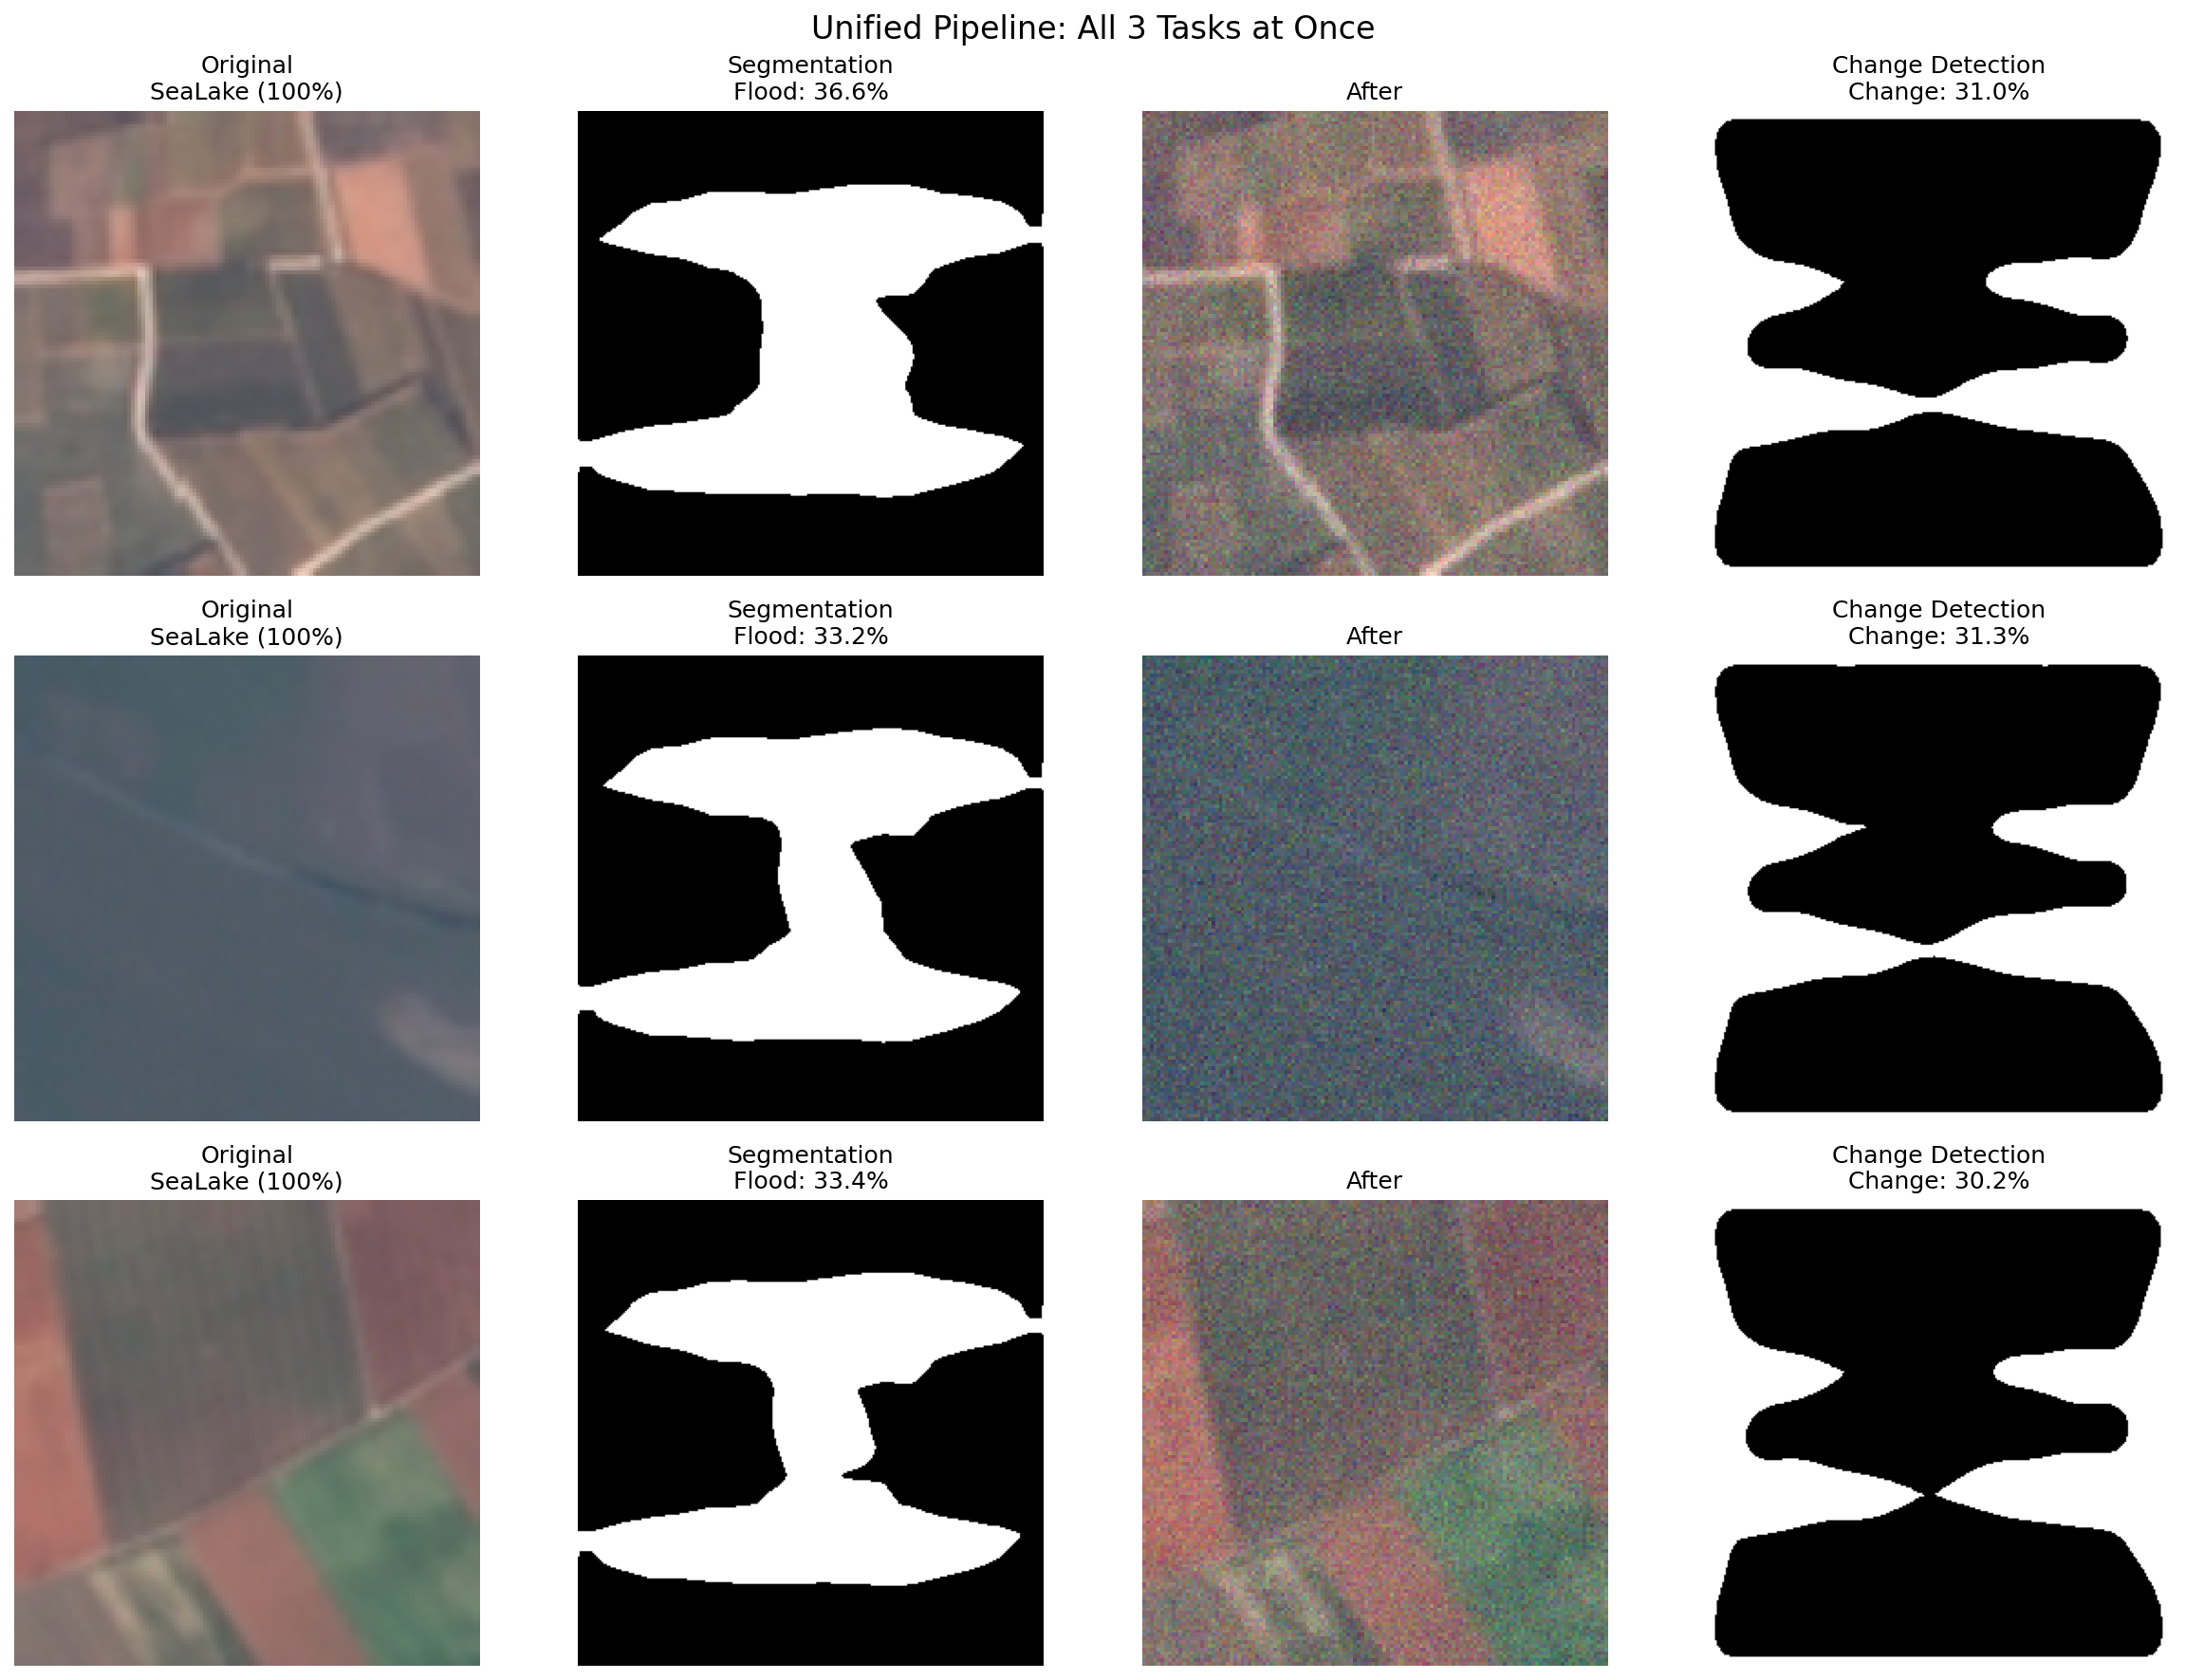 Unified Pipeline: All 3 Tasks at Once
Original
SeaLake (100%)
Segmentation
Flood: 36.6%
After
Change Detection
Change: 31.0%
Original
SeaLake (100%)
Segmentation
Flood: 33.2%
After
Change Detection
Change: 31.3%
Original
SeaLake (100%)
Segmentation
Flood: 33.4%
After
Change Detection
Change: 30.2%